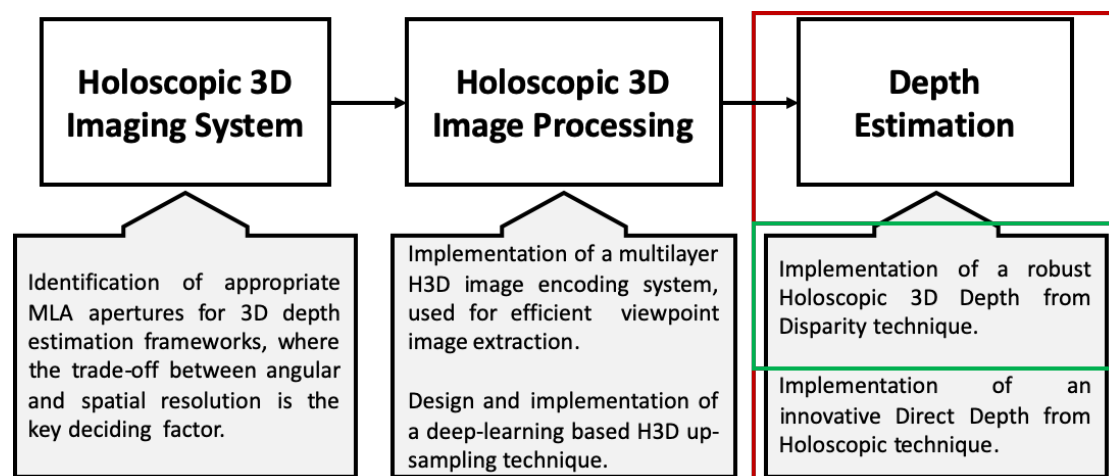 Holoscopic 3D
Imaging System
Holoscopic 3D
Image Processing
Depth
Estimation
Identification of appropriate
MLA apertures for 3D depth
estimation frameworks, where
the trade-off between angular
and spatial resolution is the
key deciding factor.
Implementation of a multilayer
H3D image encoding system,
used for efficient viewpoint
image extraction.
Design and implementation of
a deep-learning based H3D up-
sampling technique.
Implementation of a robust
Holoscopic 3D Depth from
Disparity technique.
Implementation of an
innovative Direct Depth from
Holoscopic technique.